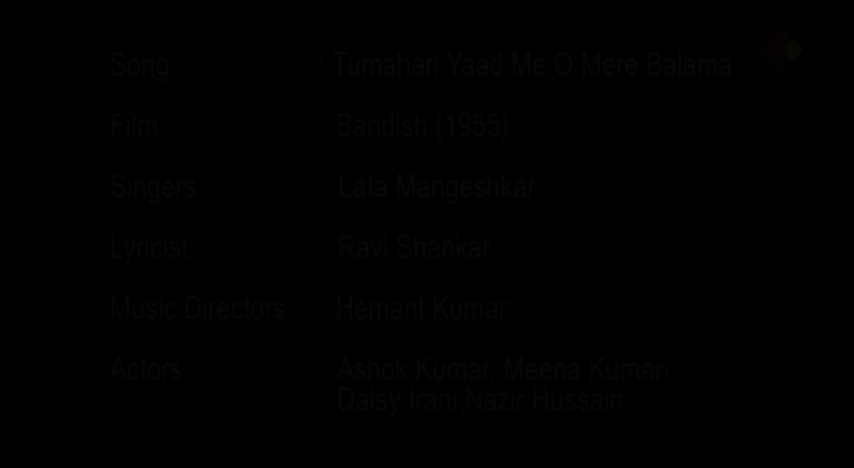 Song : Tumahari Yaad Me O Mere Balama
Film : Bandish (1955)
Singers : Lata Mangeshkar
Lyricist : Ravi Shankar
Music Directors : Hemant Kumar
Actors : Ashok Kumar, Meena Kumari
Daisy Irani,Nazir Hussain